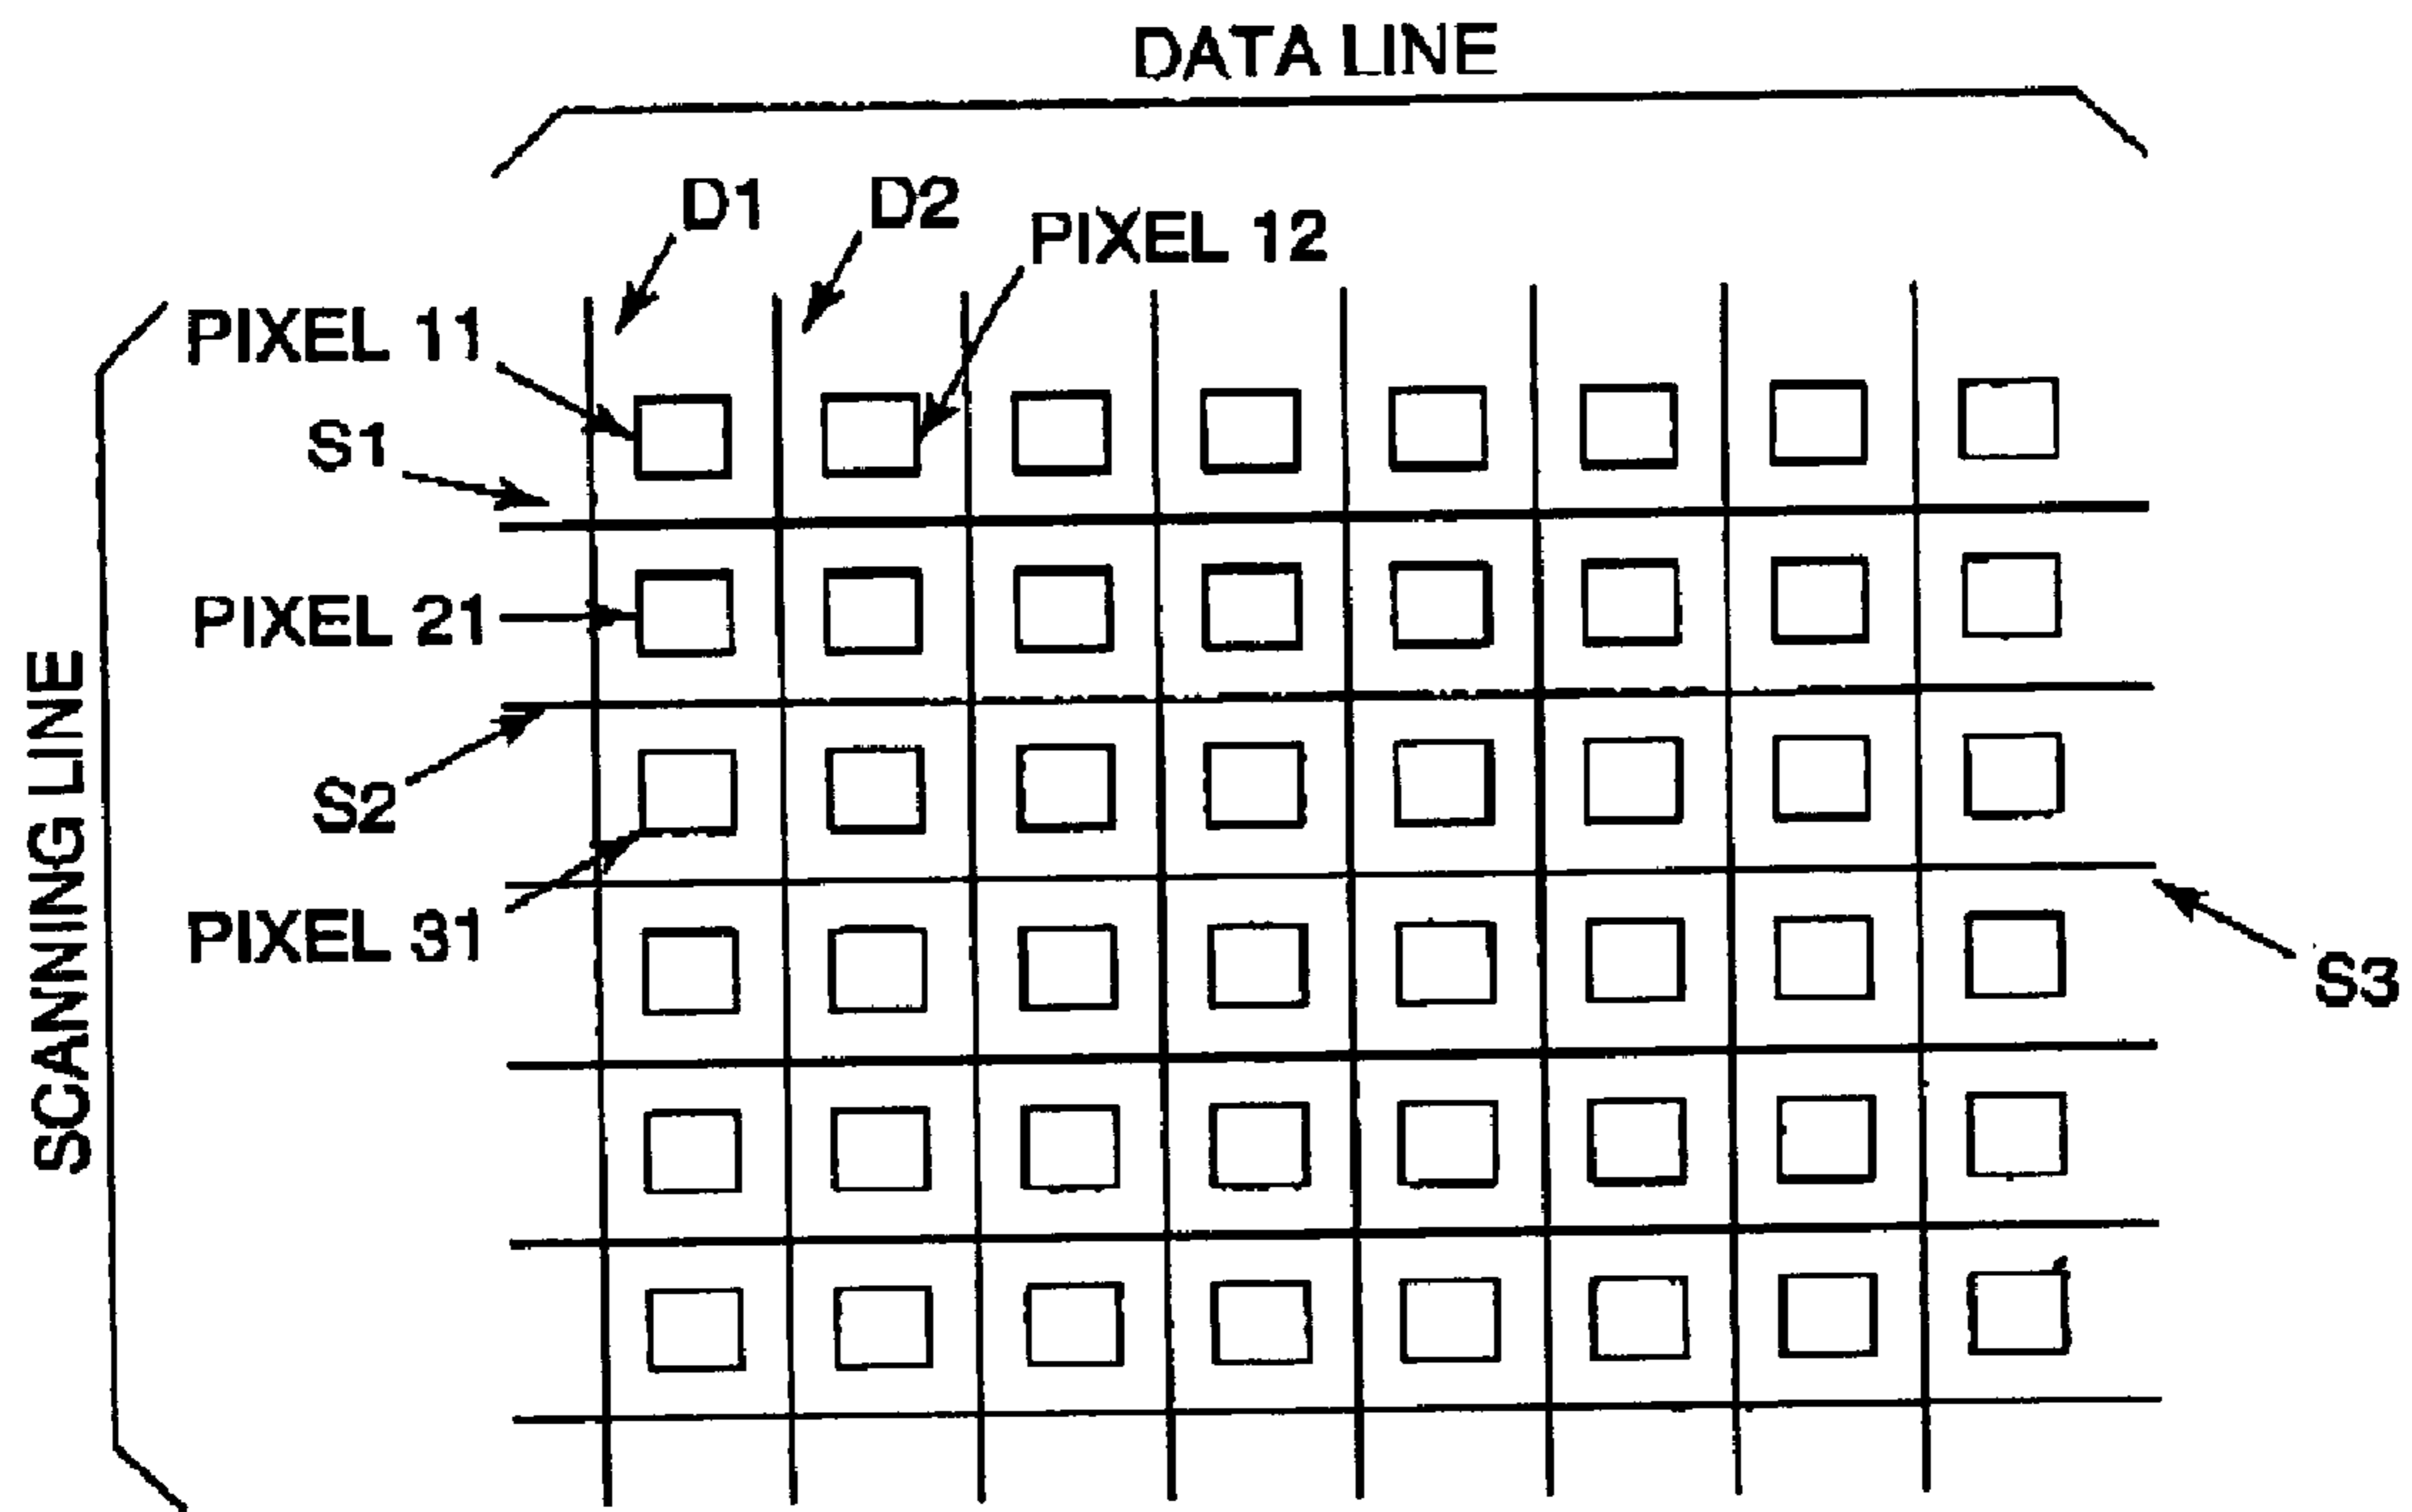 DATA LINE
D1
D2
PIXEL 12
PIXEL 11
S1
PIXEL 21
SCANNING LINE
S2
PIXEL 31
S3